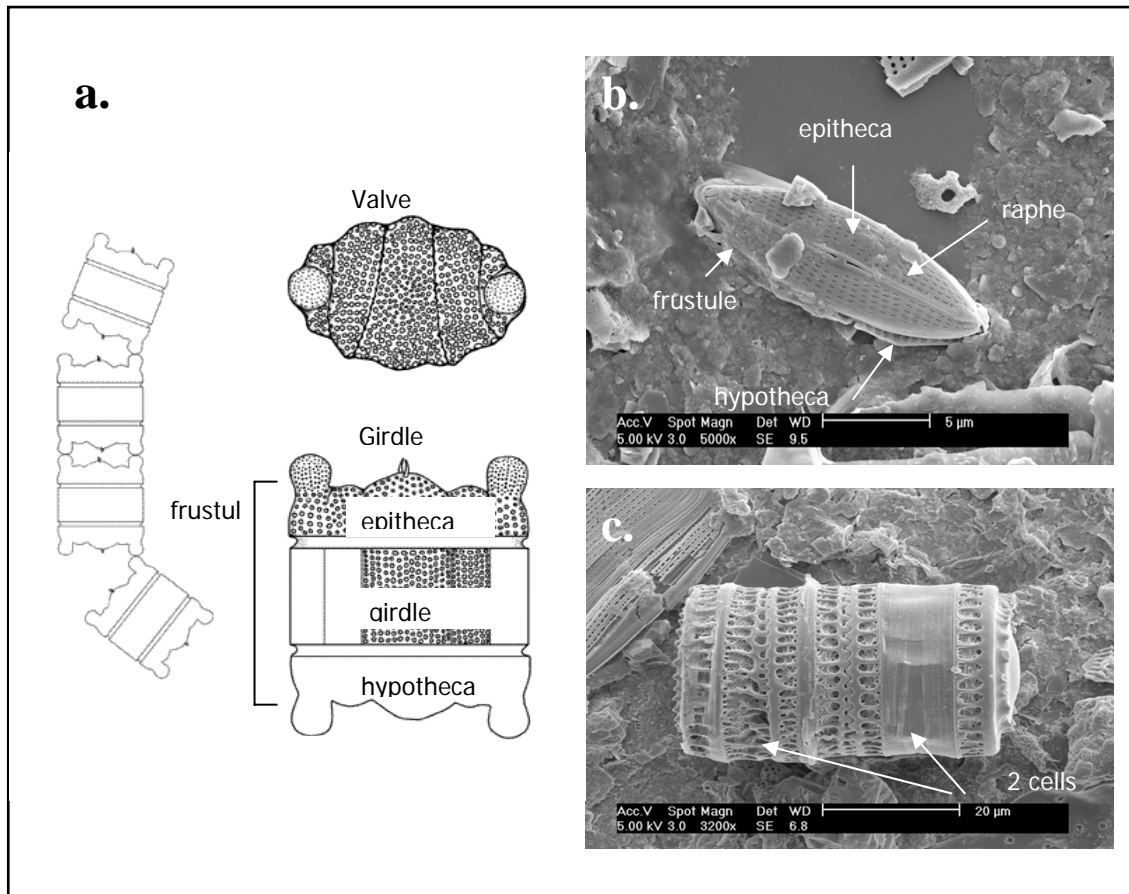 a.
Valve
Girdle
frustul
epitheca
girdle
hypotheca
b.
epitheca
raphe
frustule
hypotheca
Acc.V Spot Magn Det WD 5 µm
5.00 kV 3.0 5000x SE 9.5
c.
2 cells
Acc.V Spot Magn Det WD 20 µm
5.00 kV 3.0 3200x SE 6.8